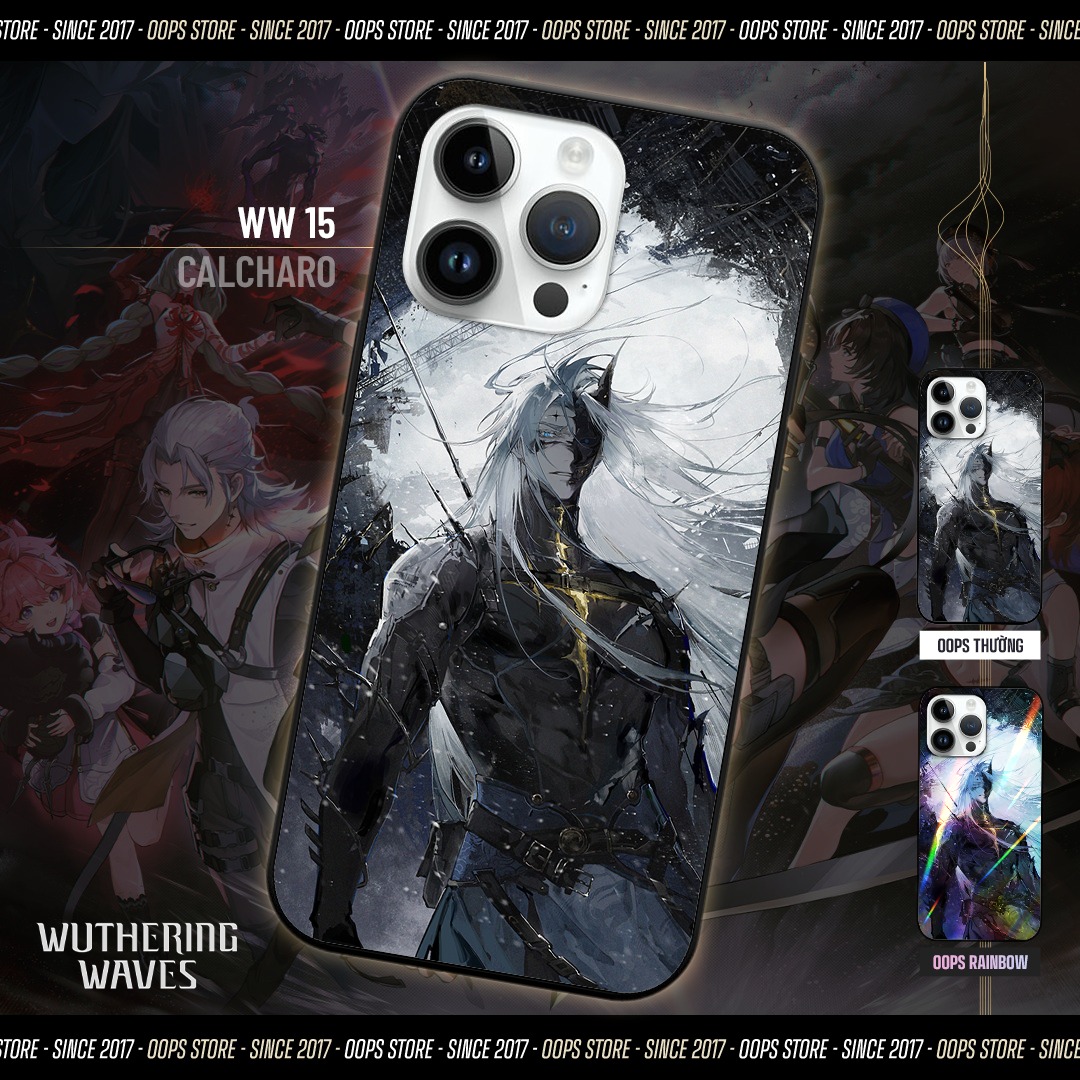 STORE - SINCE 2017 - OOPS STORE - SINCE 2017 - OOPS STORE - SINCE 2017 - OOPS STORE - SINCE 2017 - OOPS STORE - SINCE
WW 15
CALCHARO
OOPS THƯỜNG
OOPS RAINBOW
WUTHERING
WAVES
STORE - SINCE 2017 - OOPS STORE - SINCE 2017 - OOPS STORE - SINCE 2017 - OOPS STORE - SINCE 2017 - OOPS STORE - SINCE